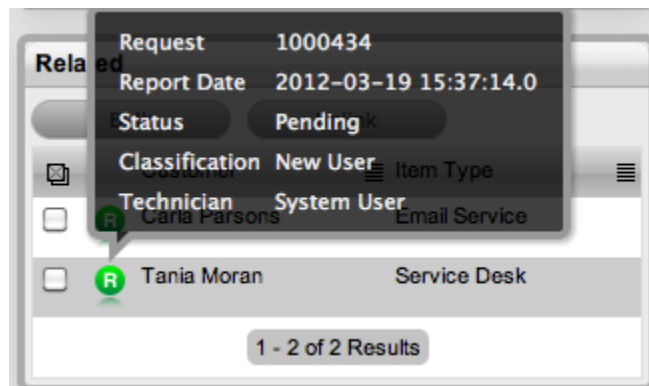 Request 1000434
Related
Report Date 2012-03-19 15:37:14.0
Status Pending
Classification New User
Customer Item Type
Technician System User
R Carla Parsons Email Service
R Tania Moran Service Desk
1 - 2 of 2 Results